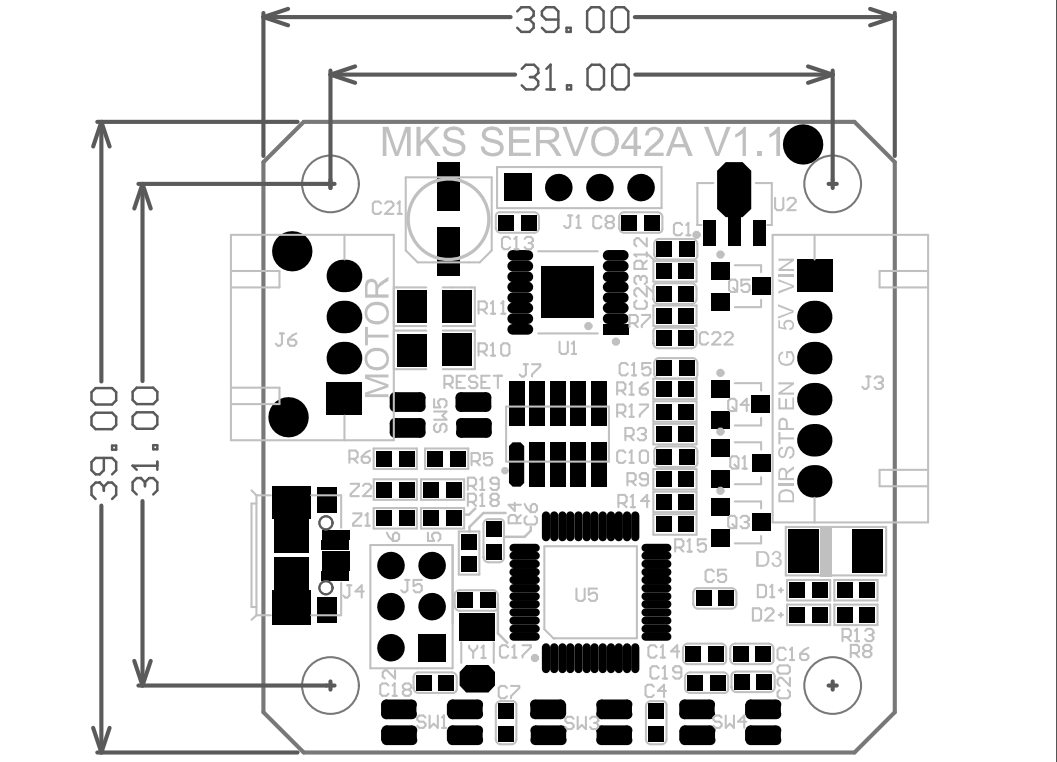 39.00
31.00
MKS SERVO42A V1.1
C21
J1 C8
C13
U2
C1
R12
C23
R7
C22
Q5
VIN
5V
G
EN
STP
DIR
J3
J6
MOTOR
R11
R10
U1
RESET
SW5
J7
C15
R16
R17
R3
C10
R9
R14
R15
Q4
Q1
Q3
39.00
31.00
R6
R5
Z2
R19
R18
Z1
6
5
R4
C6
J4
J5
U5
C5
D3
D1+
D2+
R13
R8
Y1
C17
C14
C16
C19
C20
2
C18
C7
C4
SW1
SW3
SW4